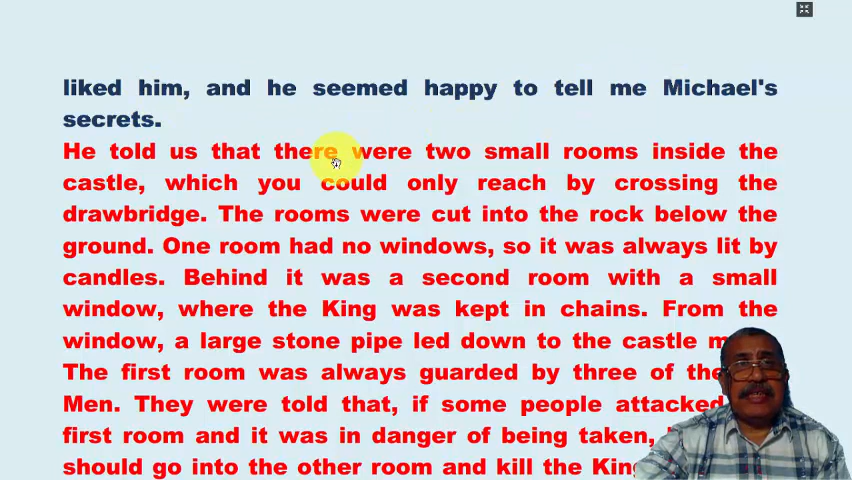 liked him, and he seemed happy to tell me Michael's
secrets.
He told us that there were two small rooms inside the
castle, which you could only reach by crossing the
drawbridge. The rooms were cut into the rock below the
ground. One room had no windows, so it was always lit by
candles. Behind it was a second room with a small
window, where the King was kept in chains. From the
window, a large stone pipe led down to the castle
The first room was always guarded by three of the
Men. They were told that, if some people attacked
first room and it was in danger of being taken,
should go into the other room and kill the King